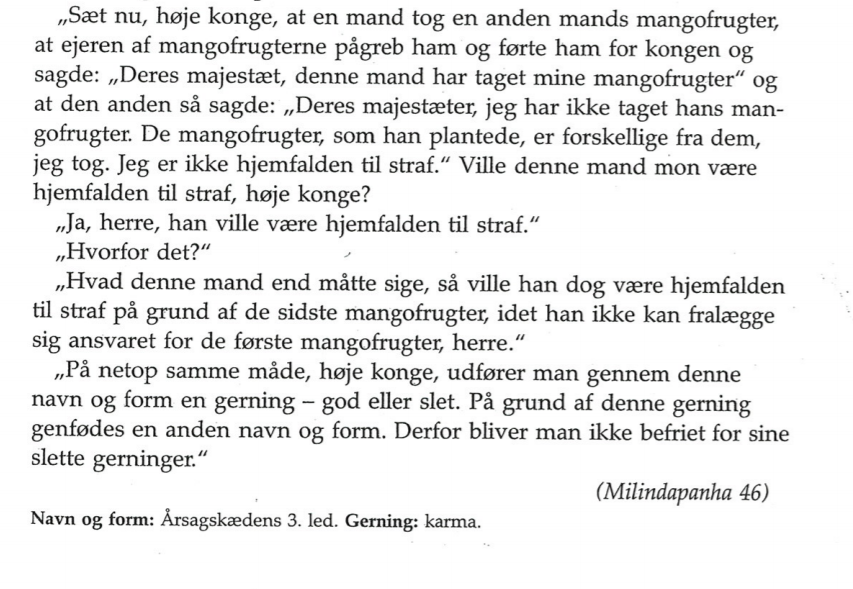 „Sæt nu, høje konge, at en mand tog en anden mands mangofrugter,
at ejeren af mangofrugterne pågreb ham og førte ham for kongen og
sagde: „Deres majestæt, denne mand har taget mine mangofrugter“ og
at den anden så sagde: „Deres majestæter, jeg har ikke taget hans man-
gofrugter. De mangofrugter, som han plantede, er forskellige fra dem,
jeg tog. Jeg er ikke hjemfalden til straf.“ Ville denne mand mon være
hjemfalden til straf, høje konge?
„Ja, herre, han ville være hjemfalden til straf.“
„Hvorfor det?“
„Hvad denne mand end måtte sige, så ville han dog være hjemfalden
til straf på grund af de sidste mangofrugter, idet han ikke kan fralægge
sig ansvaret for de første mangofrugter, herre.“
„På netop samme måde, høje konge, udfører man gennem denne
navn og form en gerning – god eller slet. På grund af denne gerning
genfødes en anden navn og form. Derfor bliver man ikke befriet for sine
slette gerninger.“
(Milindapanha 46)
Navn og form: Årsagskædens 3. led. Gerning: karma.